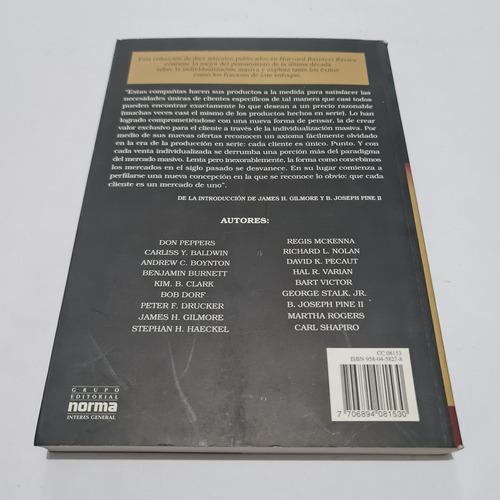 Esta colección de diez artículos publicados en Harvard Business Review
contiene lo mejor del pensamiento de la última década
sobre la individualización masiva y explora tanto los éxitos
como los fracasos de este enfoque.
"Estas compañías hacen sus productos a la medida para satisfacer las
necesidades únicas de clientes específicos de tal manera que casi todos
pueden encontrar exactamente lo que desean a un precio razonable
(muchas veces casi el mismo de los productos hechos en serie). Lo han
logrado comprometiéndose con una nueva forma de pensar, la de crear
valor exclusivo para el cliente a través de la individualización masiva. Por
medio de sus nuevas ofertas reconocen un axioma fácilmente olvidado
en la era de la producción en serie: cada cliente es único. Punto. Y con
cada venta individualizada se derrumba una porción más del paradigma
del mercado masivo. Lenta pero inexorablemente, la forma como concebimos
los mercados en el siglo pasado se desvanece. En su lugar comienza a
perfilarse una nueva concepción en la que se reconoce lo obvio: que cada
cliente es un mercado de uno".
DE LA INTRODUCCIÓN DE JAMES H. GILMORE Y B. JOSEPH PINE II
AUTORES:
DON PEPPERS
CARLISS Y. BALDWIN
ANDREW C. BOYNTON
BENJAMIN BURNETT
KIM. B. CLARK
BOB DORF
PETER F. DRUCKER
JAMES H. GILMORE
STEPHAN H. HAECKEL
REGIS MCKENNA
RICHARD L. NOLAN
DAVID K. PECAUT
HAL R. VARIAN
BART VICTOR
GEORGE STALK, JR.
B. JOSEPH PINE II
MARTHA ROGERS
CARL SHAPIRO
GRUPO
EDITORIAL
norma
INTERES GENERAL
CC 08153
ISBN 958-04-5827-8
7 706894 081530